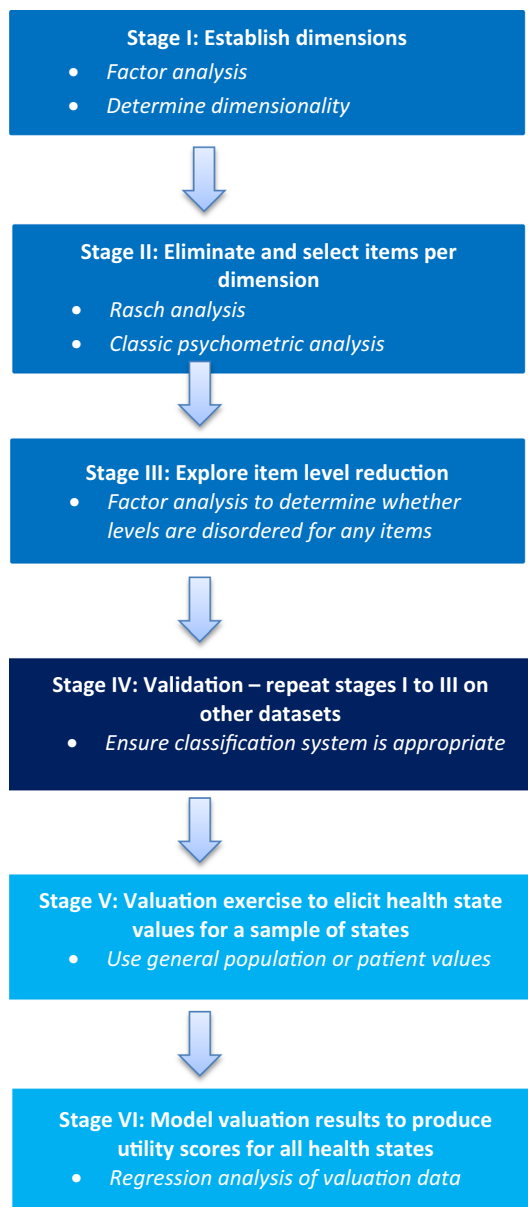 Stage I: Establish dimensions
• Factor analysis
• Determine dimensionality
Stage II: Eliminate and select items per
dimension
• Rasch analysis
• Classic psychometric analysis
Stage III: Explore item level reduction
• Factor analysis to determine whether
levels are disordered for any items
Stage IV: Validation – repeat stages I to III on
other datasets
• Ensure classification system is appropriate
Stage V: Valuation exercise to elicit health state
values for a sample of states
• Use general population or patient values
Stage VI: Model valuation results to produce
utility scores for all health states
• Regression analysis of valuation data